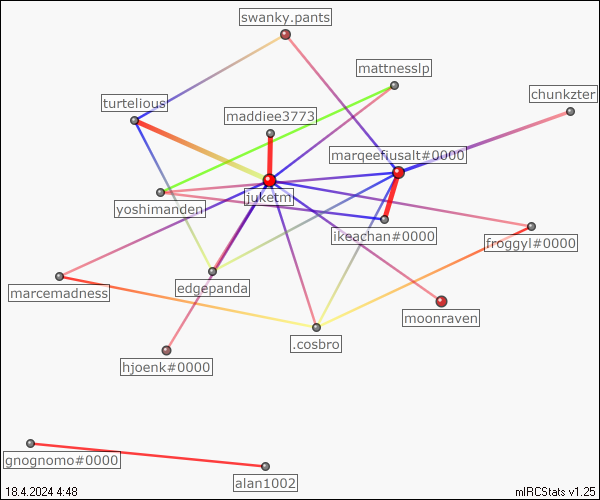 swanky.pants
mattnesslp
chunkzter
turtelious
maddiee3773
marqeefiusalt#0000
juketm
yoshimanden
ikeachan#0000
froggyl#0000
edgepanda
marcemadness
moonraven
.cosbro
hjoenk#0000
gnognomo#0000
alan1002
18.4.2024 4:48
mIRCStats v1.25